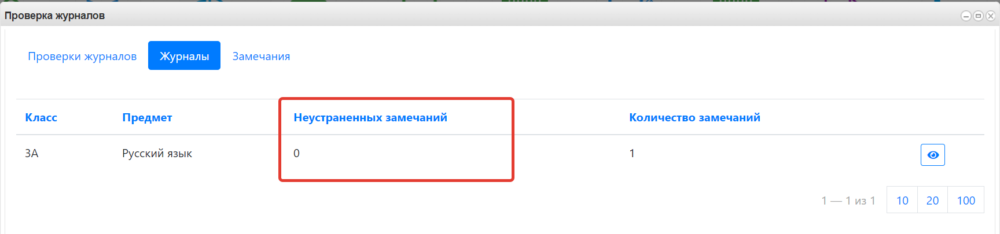 Проверка журналов
Проверки журналов Журналы Замечания
Класс Предмет Неустраненных замечаний Количество замечаний
3А Русский язык 0 1
1 — 1 из 1 10 20 100